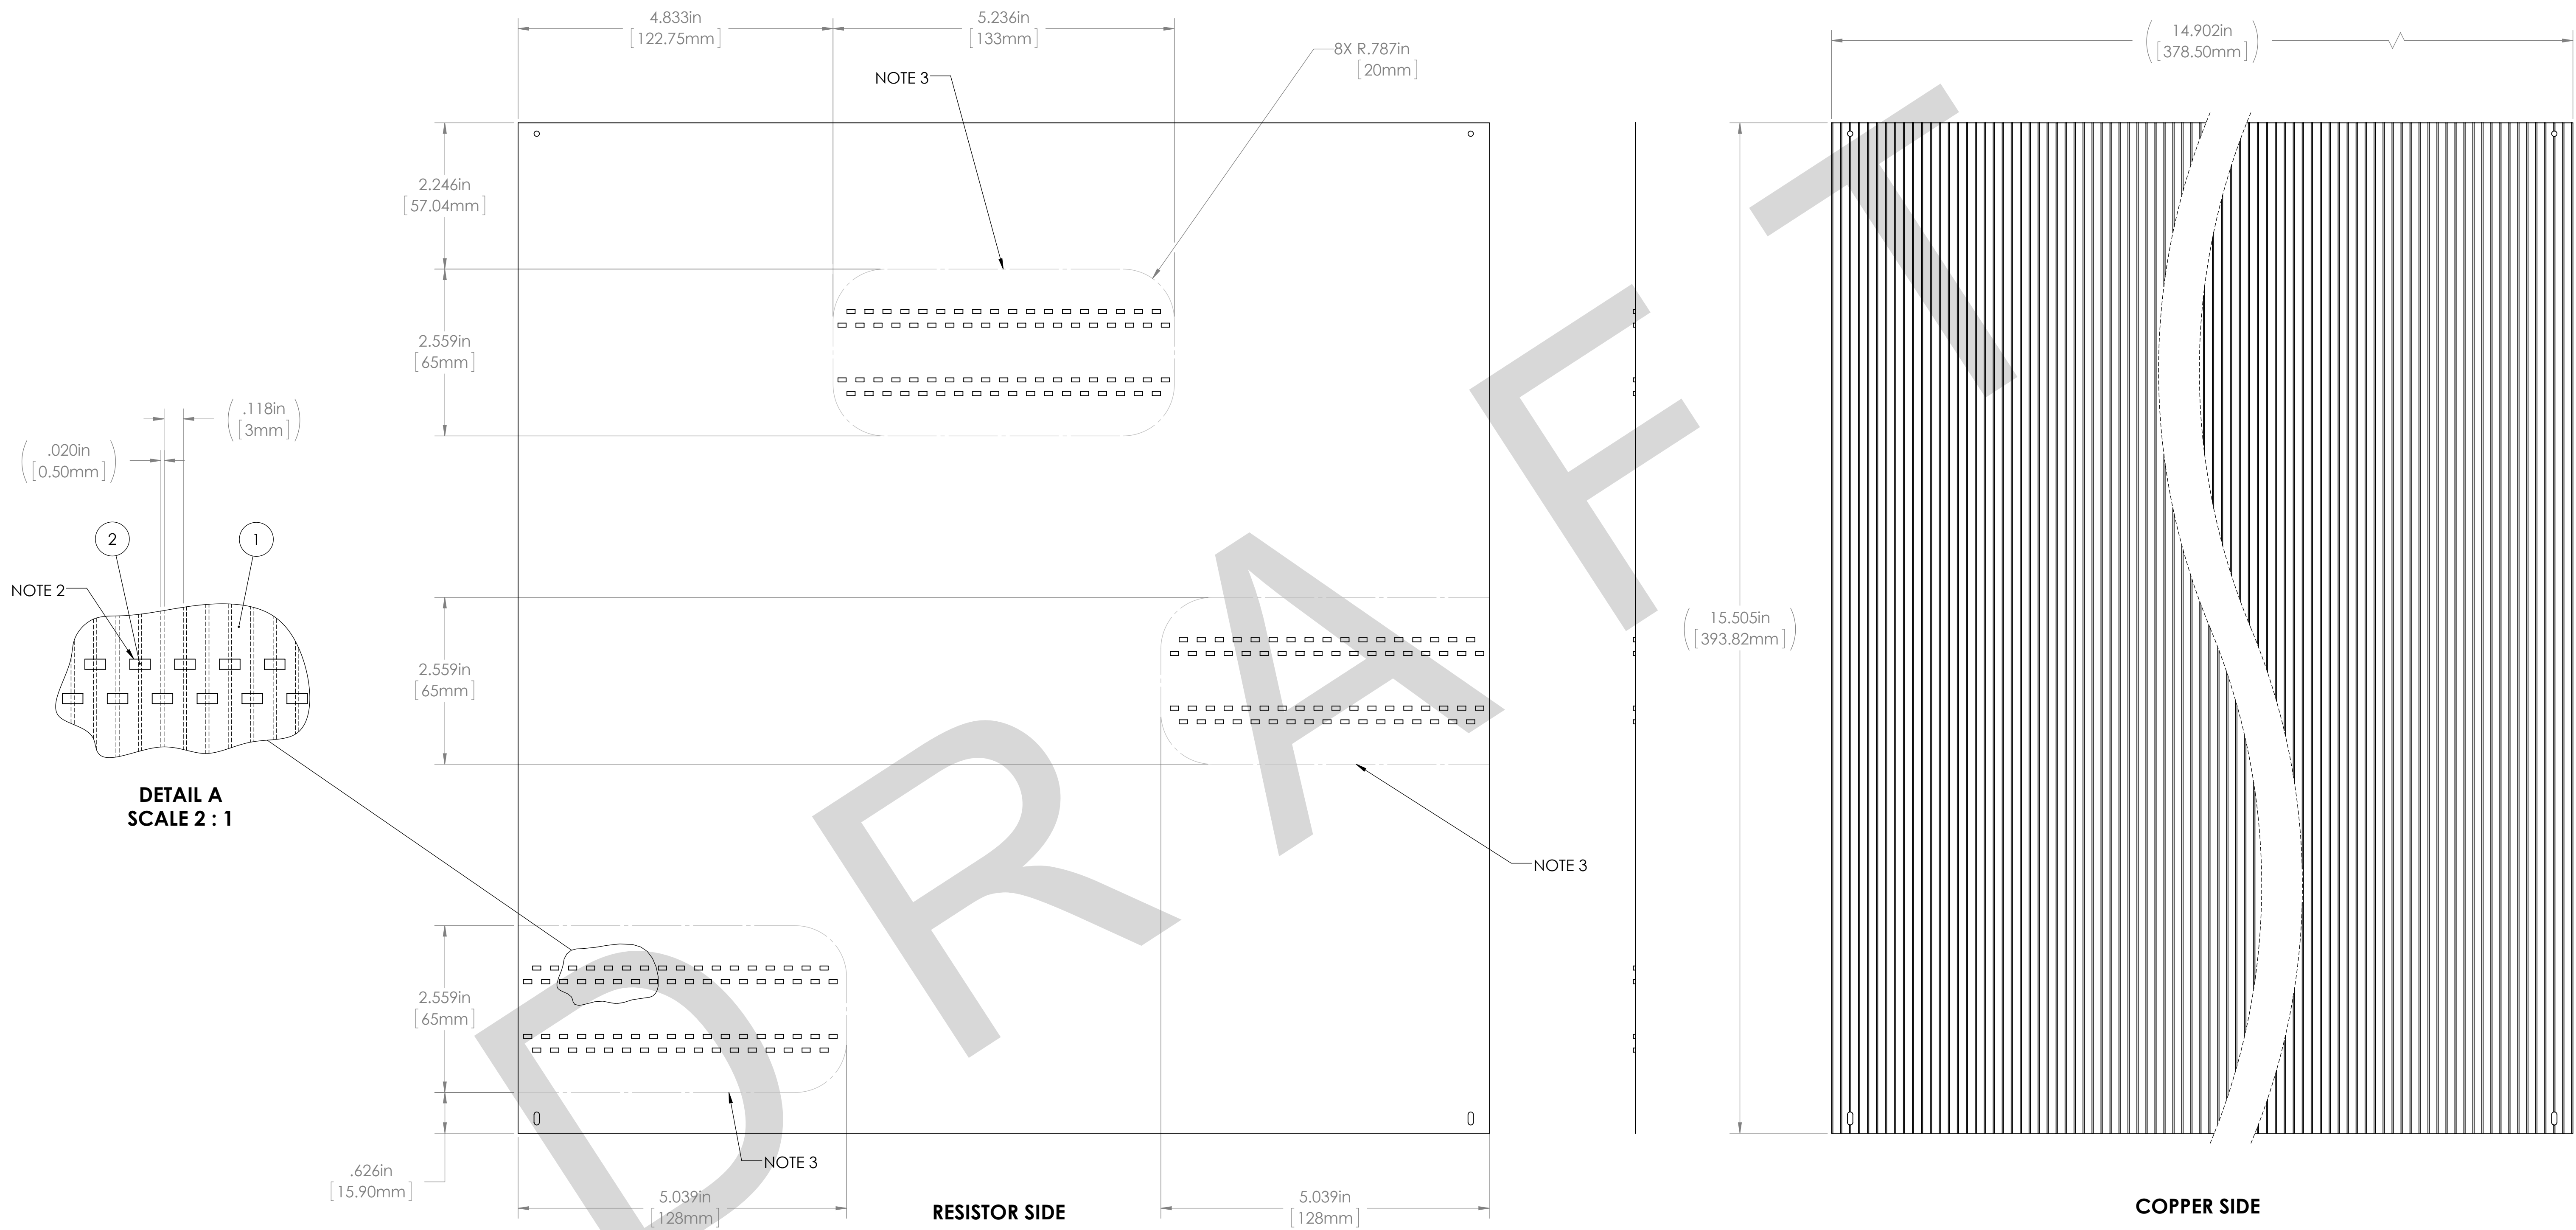 4.833in
[122.75mm]
5.236in
[133mm]
8X R.787in
[20mm]
NOTE 3
(14.902in
[378.50mm])
2.246in
[57.04mm]
2.559in
[65mm]
(.118in
[3mm])
(.020in
[0.50mm])
2
1
NOTE 2
DETAIL A
SCALE 2 : 1
2.559in
[65mm]
(15.505in
[393.82mm])
NOTE 3
2.559in
[65mm]
.626in
[15.90mm]
NOTE 3
5.039in
[128mm]
RESISTOR SIDE
5.039in
[128mm]
COPPER SIDE
DRAFT